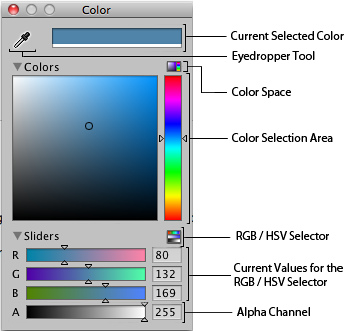 Color
Current Selected Color
Eyedropper Tool
Colors
Color Space
Color Selection Area
Sliders
RGB / HSV Selector
R 80
G 132
B 169
Current Values for the
RGB / HSV Selector
A 255
Alpha Channel